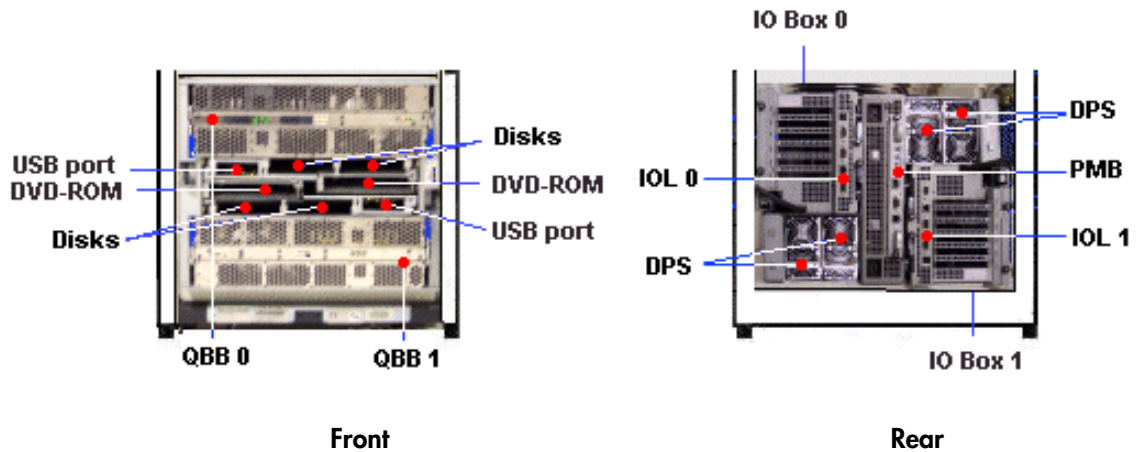 IO Box 0
Disks
DPS
USB port
DVD-ROM
DVD-ROM
IOL 0
PMB
Disks
USB port
IOL 1
DPS
QBB 0
QBB 1
IO Box 1
Front
Rear